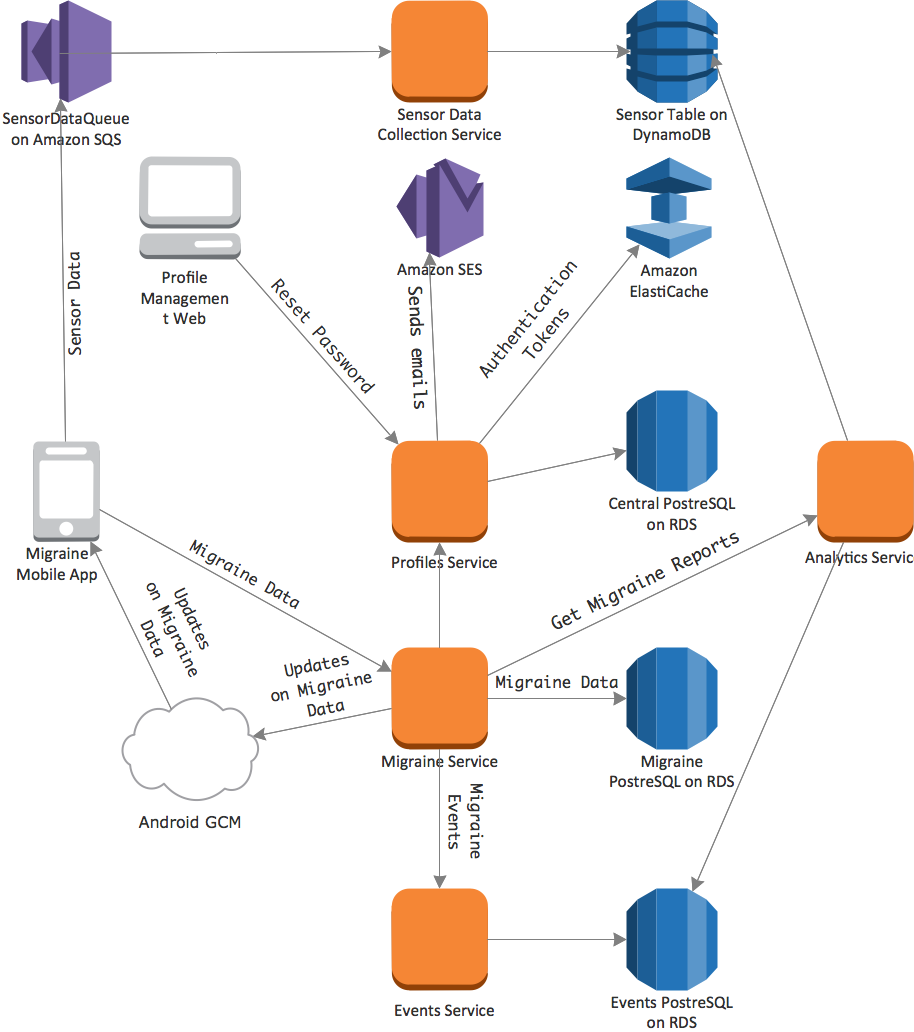 SensorDataQueue
on Amazon SQS
Sensor Data
Collection Service
Sensor Table on
DynamoDB
Profile
Managemen
t Web
Amazon SES
Amazon
ElastiCache
Sensor Data
Reset Password
Sends emails
Authentication
Tokens
Migraine
Mobile App
Profiles Service
Central PostreSQL
on RDS
Analytics Servic
Migraine Data
Get Migraine Reports
Updates
on Migraine
Data
Updates
on Migraine
Data
Migraine Data
Android GCM
Migraine Service
Migraine
PostreSQL on RDS
Migraine
Events
Events Service
Events PostreSQL
on RDS